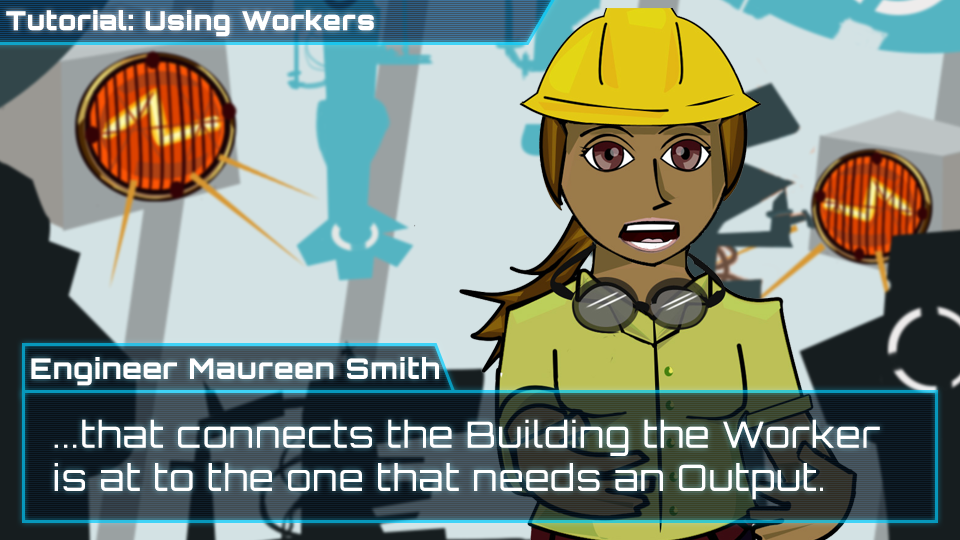 Tutorial: Using Workers
Engineer Maureen Smith
...that connects the Building the Worker
is at to the one that needs an Output.